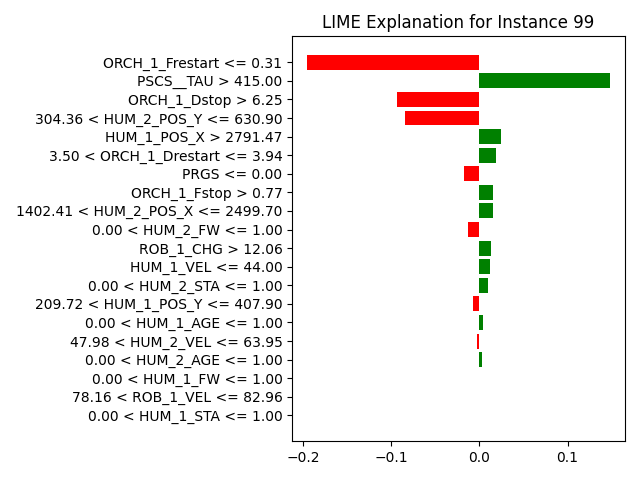 LIME Explanation for Instance 99
ORCH_1_Frestart <= 0.31
PSCS__TAU > 415.00
ORCH_1_Dstop > 6.25
304.36 < HUM_2_POS_Y <= 630.90
HUM_1_POS_X > 2791.47
3.50 < ORCH_1_Drestart <= 3.94
PRGS <= 0.00
ORCH_1_Fstop > 0.77
1402.41 < HUM_2_POS_X <= 2499.70
0.00 < HUM_2_FW <= 1.00
ROB_1_CHG > 12.06
HUM_1_VEL <= 44.00
0.00 < HUM_2_STA <= 1.00
209.72 < HUM_1_POS_Y <= 407.90
0.00 < HUM_1_AGE <= 1.00
47.98 < HUM_2_VEL <= 63.95
0.00 < HUM_2_AGE <= 1.00
0.00 < HUM_1_FW <= 1.00
78.16 < ROB_1_VEL <= 82.96
0.00 < HUM_1_STA <= 1.00
−0.2 −0.1 0.0 0.1